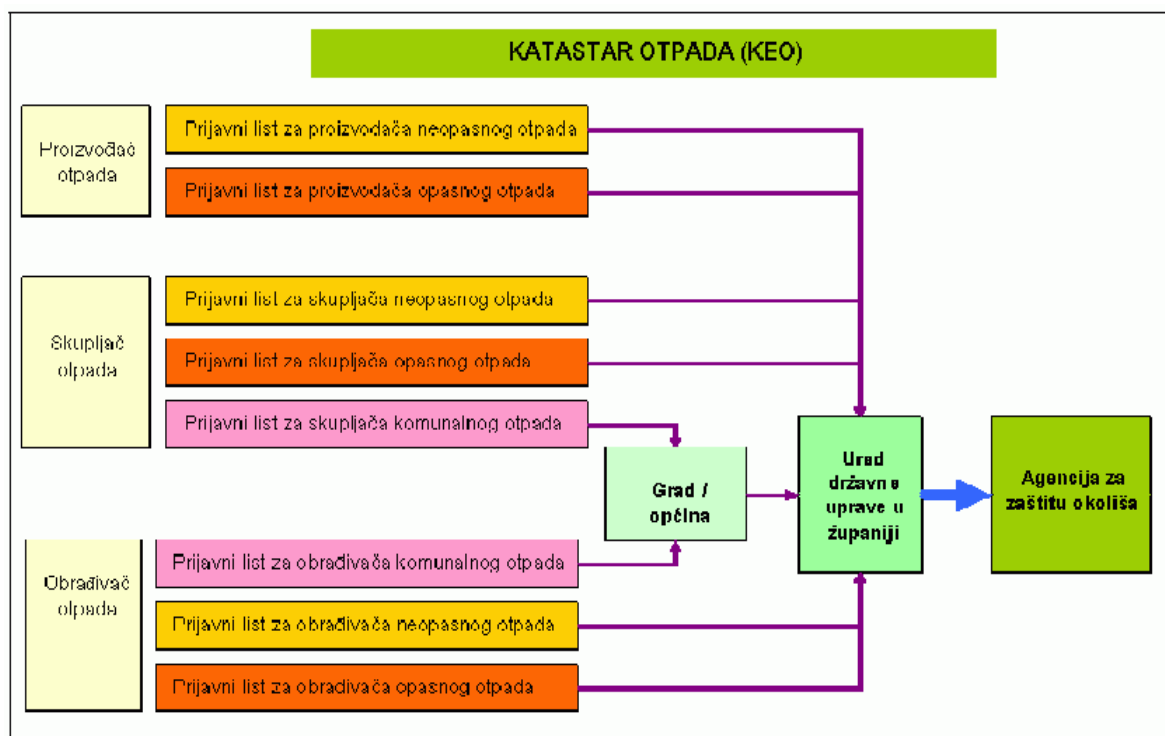 KATASTAR OTPADA (KEO)
Proizvođač
otpada
Prijavni list za proizvođača neopasnog otpada
Prijavni list za proizvođača opasnog otpada
Skupljač
otpada
Prijavni list za skupljača neopasnog otpada
Prijavni list za skupljača opasnog otpada
Prijavni list za skupljača komunalnog otpada
Grad /
općina
Ured
državne
uprave u
županiji
Agencija za
zaštitu okoliša
Obrađivač
otpada
Prijavni list za obrađivača komunalnog otpada
Prijavni list za obrađivača neopasnog otpada
Prijavni list za obrađivača opasnog otpada